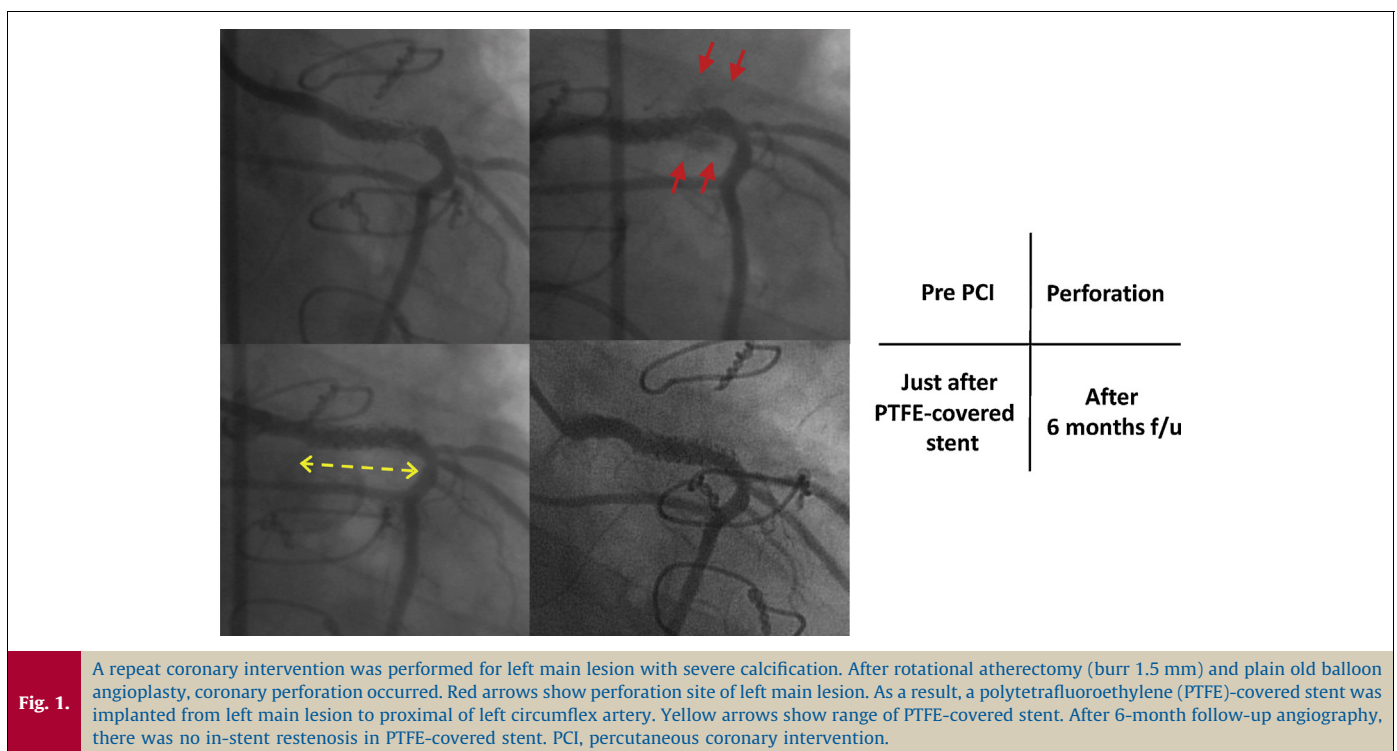 Pre PCI
Perforation
Just after
PTFE-covered
stent
After
6 months f/u
Fig. 1.
A repeat coronary intervention was performed for left main lesion with severe calcification. After rotational atherectomy (burr 1.5 mm) and plain old balloon
angioplasty, coronary perforation occurred. Red arrows show perforation site of left main lesion. As a result, a polytetrafluoroethylene (PTFE)-covered stent was
implanted from left main lesion to proximal of left circumflex artery. Yellow arrows show range of PTFE-covered stent. After 6-month follow-up angiography,
there was no in-stent restenosis in PTFE-covered stent. PCI, percutaneous coronary intervention.